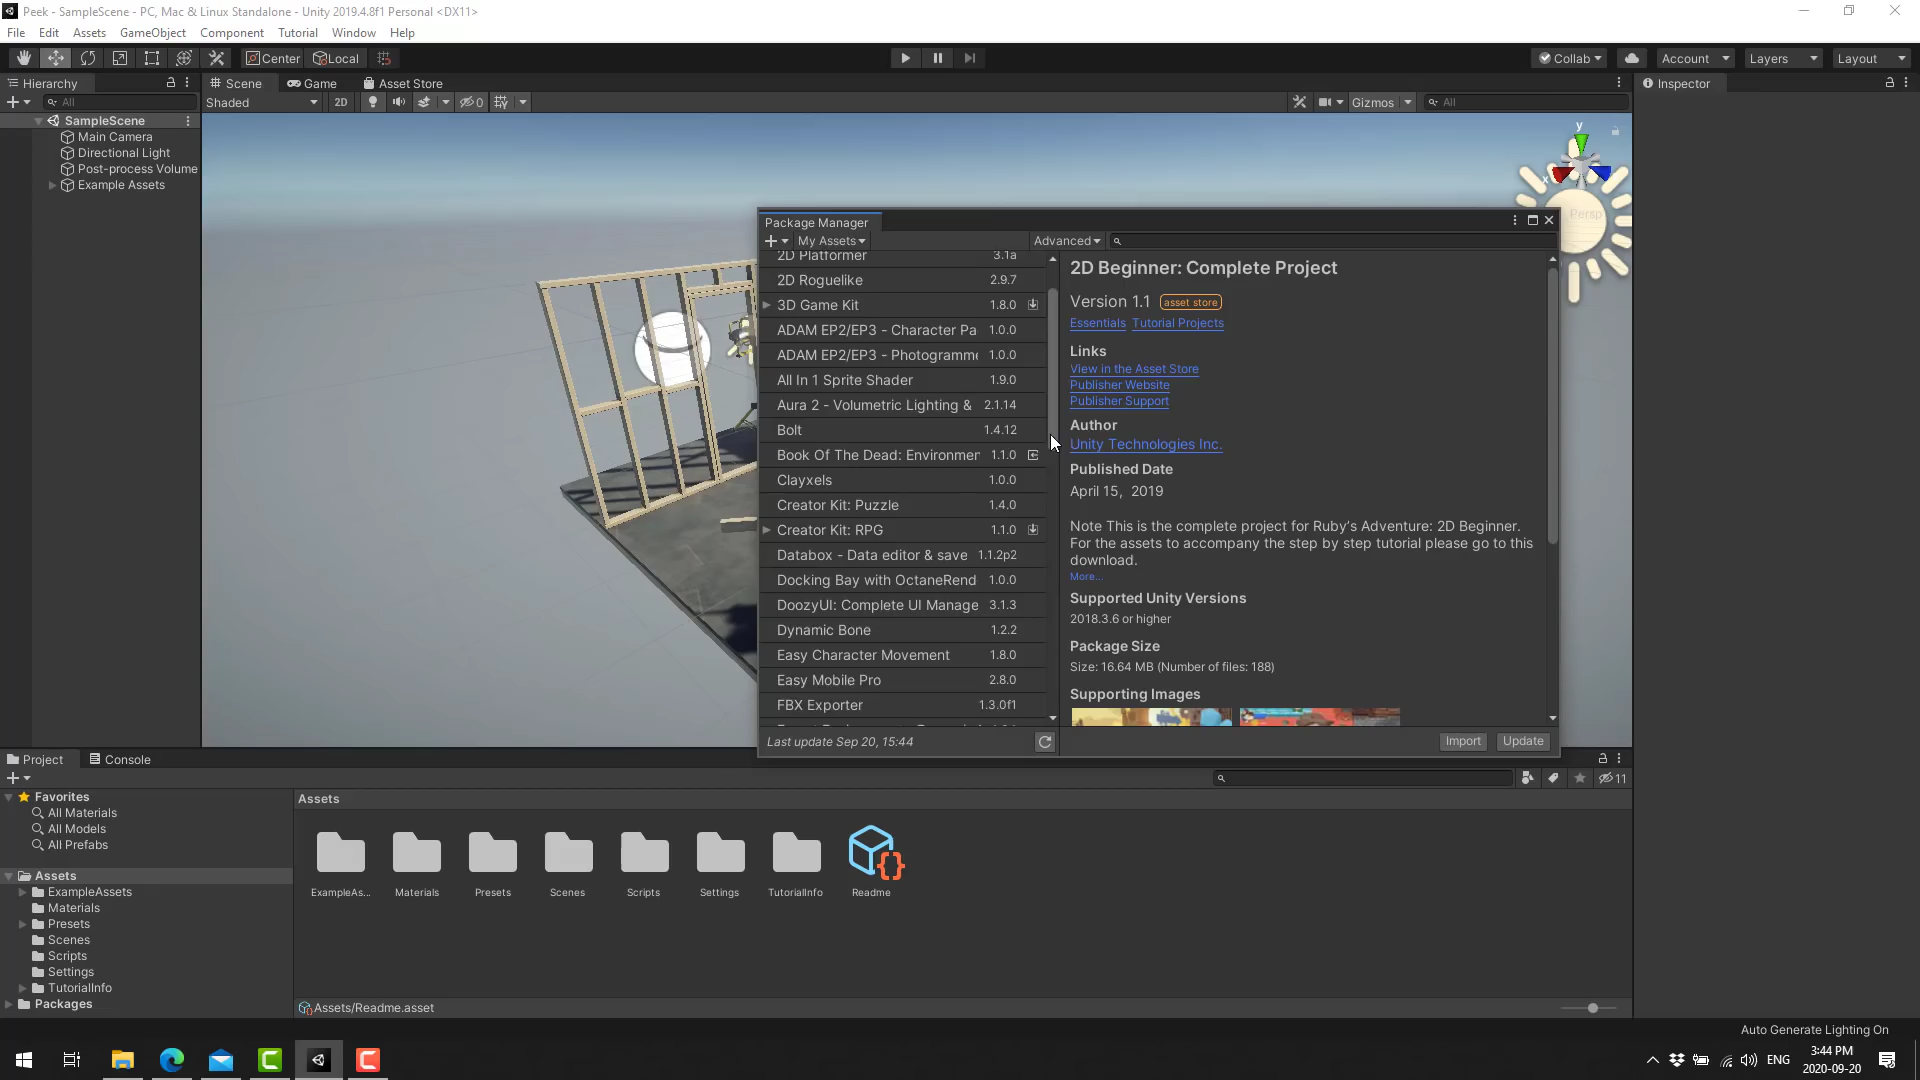 Peek - SampleScene - PC, Mac & Linux Standalone - Unity 2019.4.8f1 Personal <DX11>
File Edit Assets GameObject Component Tutorial Window Help
Center Local Collab Account Layers Layout
Hierarchy Scene Game Asset Store Inspector
All Shaded 2D 0 Gizmos All
SampleScene
Main Camera
Directional Light
Post-process Volume
Example Assets
y
x
Persp
Package Manager
My Assets Advanced
2D Platformer 3.1a
2D Roguelike 2.9.7
3D Game Kit 1.8.0
ADAM EP2/EP3 - Character Pa 1.0.0
ADAM EP2/EP3 - Photogramme 1.0.0
All In 1 Sprite Shader 1.9.0
Aura 2 - Volumetric Lighting & 2.1.14
Bolt 1.4.12
Book Of The Dead: Environmen 1.1.0
Clayxels 1.0.0
Creator Kit: Puzzle 1.4.0
Creator Kit: RPG 1.1.0
Databox - Data editor & save 1.1.2p2
Docking Bay with OctaneRend 1.0.0
DoozyUI: Complete UI Manage 3.1.3
Dynamic Bone 1.2.2
Easy Character Movement 1.8.0
Easy Mobile Pro 2.8.0
FBX Exporter 1.3.0f1
Last update Sep 20, 15:44
2D Beginner: Complete Project
Version 1.1 asset store
Essentials Tutorial Projects
Links
View in the Asset Store
Publisher Website
Publisher Support
Author
Unity Technologies Inc.
Published Date
April 15, 2019
Note This is the complete project for Ruby's Adventure: 2D Beginner.
For the assets to accompany the step by step tutorial please go to this
download.
More...
Supported Unity Versions
2018.3.6 or higher
Package Size
Size: 16.64 MB (Number of files: 188)
Supporting Images
Import Update
Project Console
11
Favorites
All Materials
All Models
All Prefabs
Assets
ExampleAssets
Materials
Presets
Scenes
Scripts
Settings
TutorialInfo
Packages
Assets
ExampleAs... Materials Presets Scenes Scripts Settings TutorialInfo Readme
Assets/Readme.asset
Auto Generate Lighting On
ENG
3:44 PM
2020-09-20